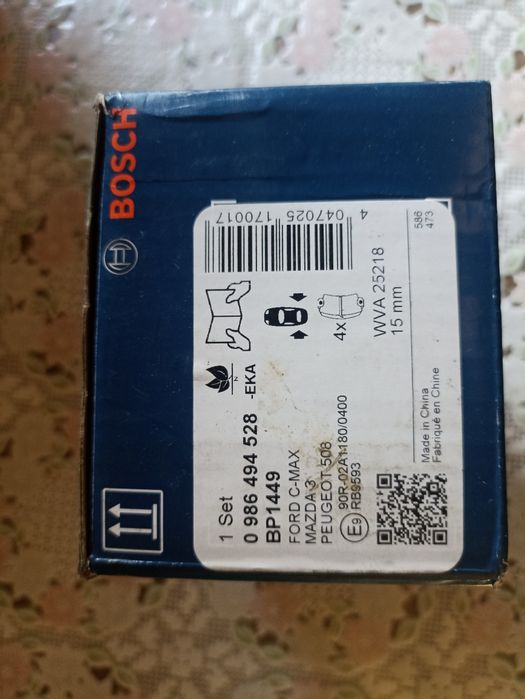 BOSCH
4 047025 170017
1 Set
0 986 494 528 -EKA
BP1449
FORD C-MAX
MAZDA 3
PEUGEOT 508
90R-02A1180/0400
E9 RB9593
N
4x
WVA 25218
15 mm
Made in China
Fabriqué en Chine
586
473